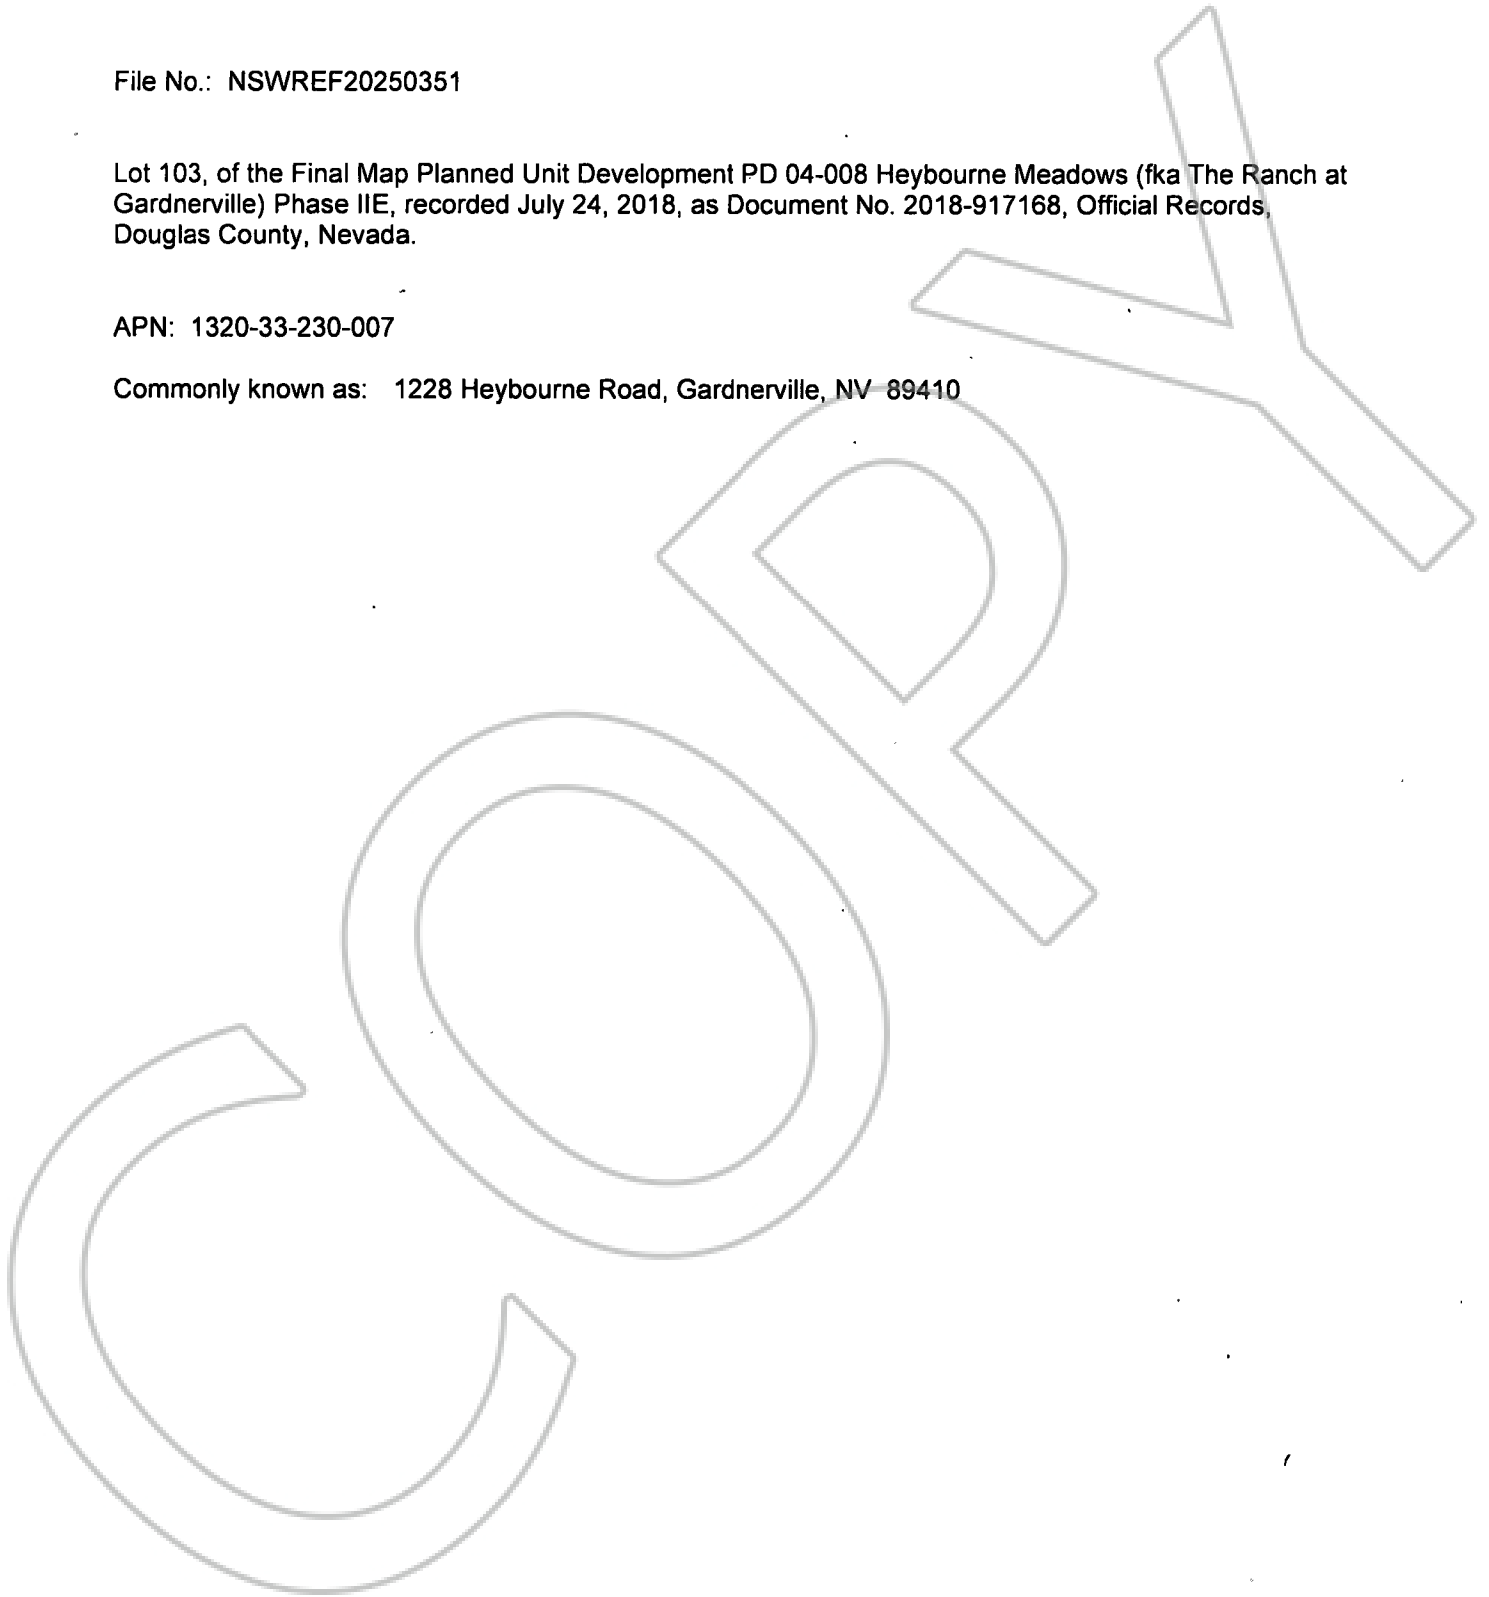 File No.: NSWREF20250351
Lot 103, of the Final Map Planned Unit Development PD 04-008 Heybourne Meadows (fka The Ranch at
Gardnerville) Phase IIE, recorded July 24, 2018, as Document No. 2018-917168, Official Records,
Douglas County, Nevada.
APN: 1320-33-230-007
Commonly known as: 1228 Heybourne Road, Gardnerville, NV 89410
COPY